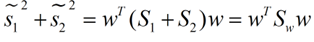 s̃₁² + s̃₂² = wᵀ(S₁ + S₂)w = wᵀS_w w